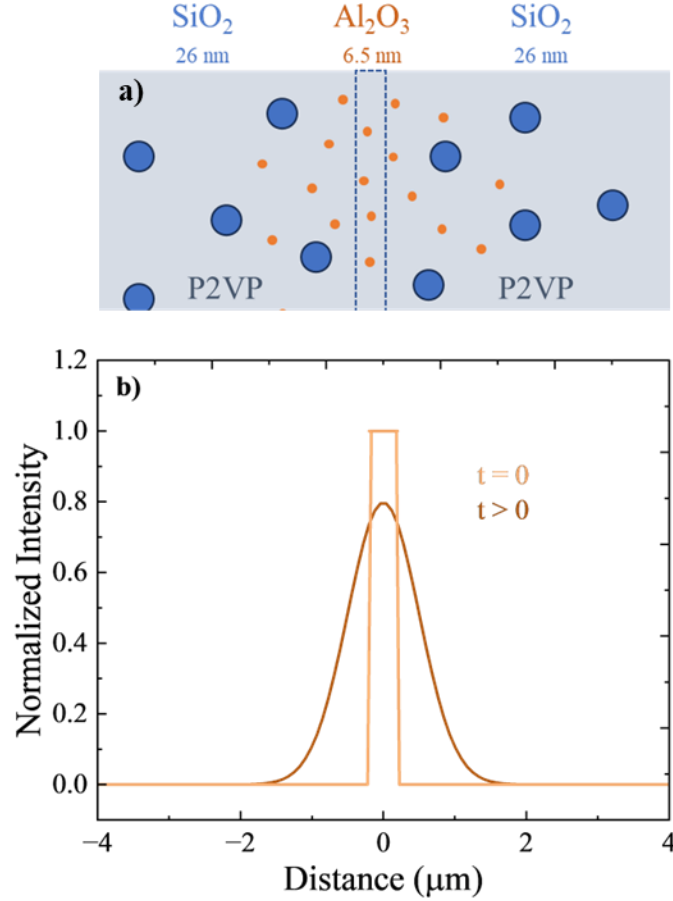 SiO₂ Al₂O₃ SiO₂
26 nm 6.5 nm 26 nm
a)
P2VP P2VP
b)
1.2
1.0
0.8
0.6
0.4
0.2
0.0
Normalized Intensity
t = 0
t > 0
−4 −2 0 2 4
Distance (μm)